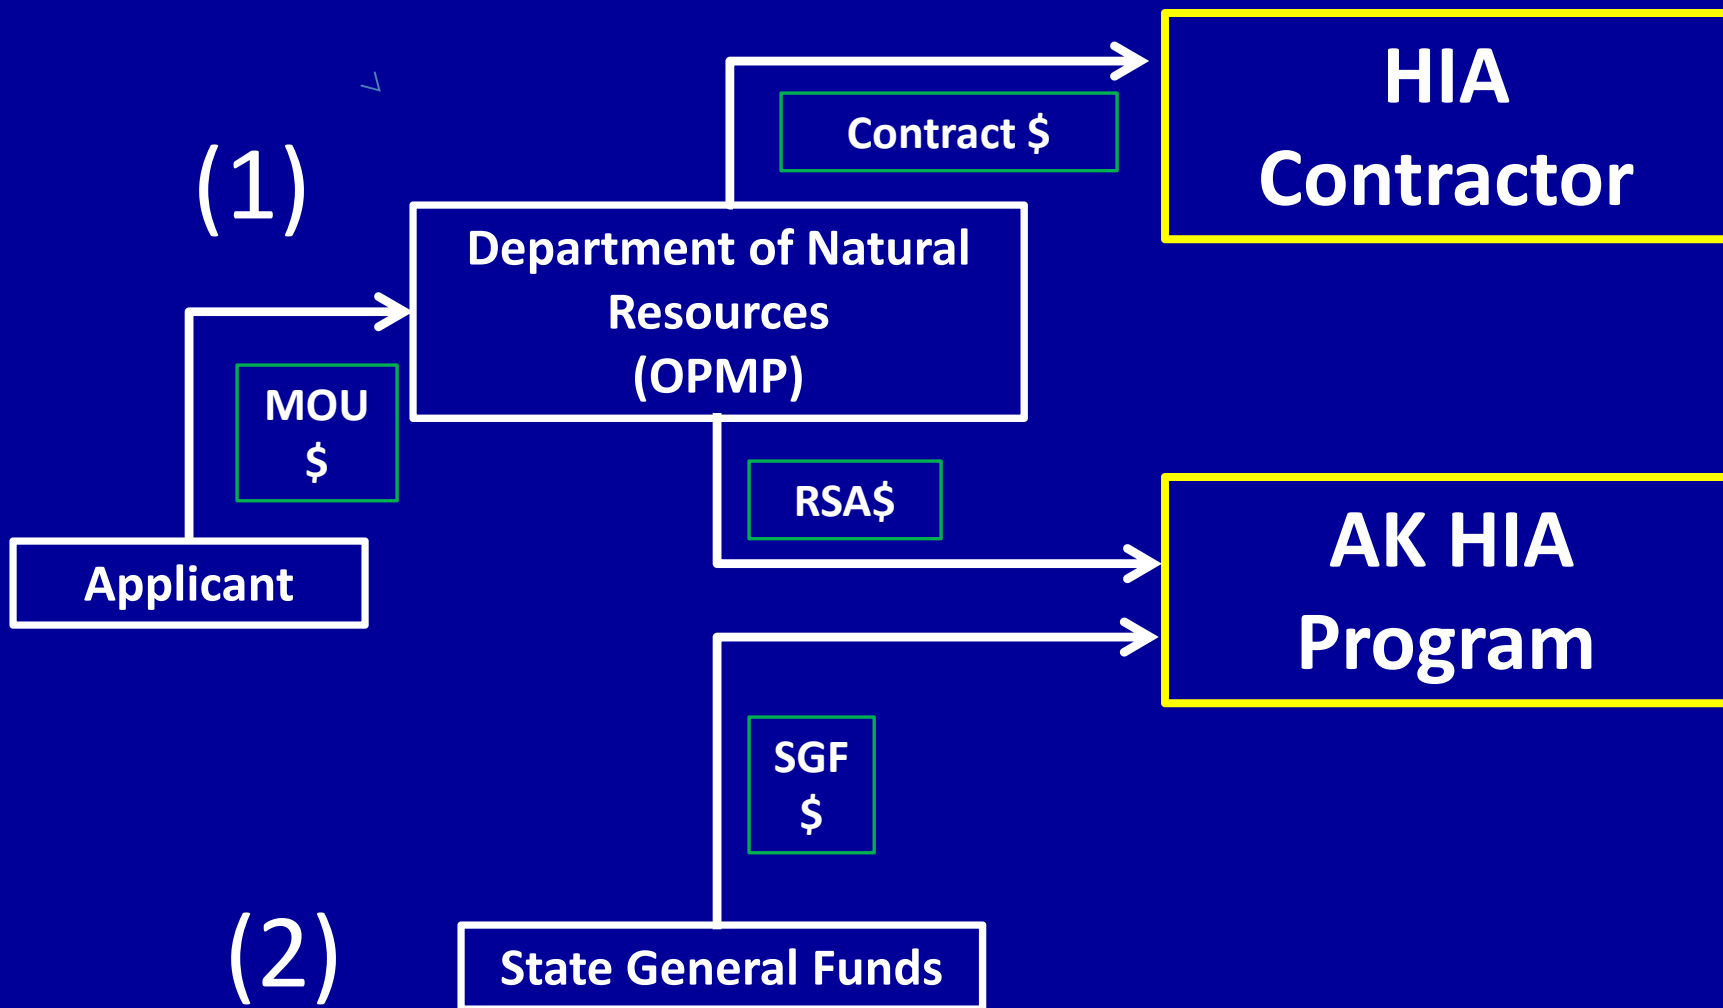 HIA
Contractor
Contract $
(1)
Department of Natural
Resources
(OPMP)
MOU
$
RSA$
Applicant
AK HIA
Program
SGF
$
(2)
State General Funds